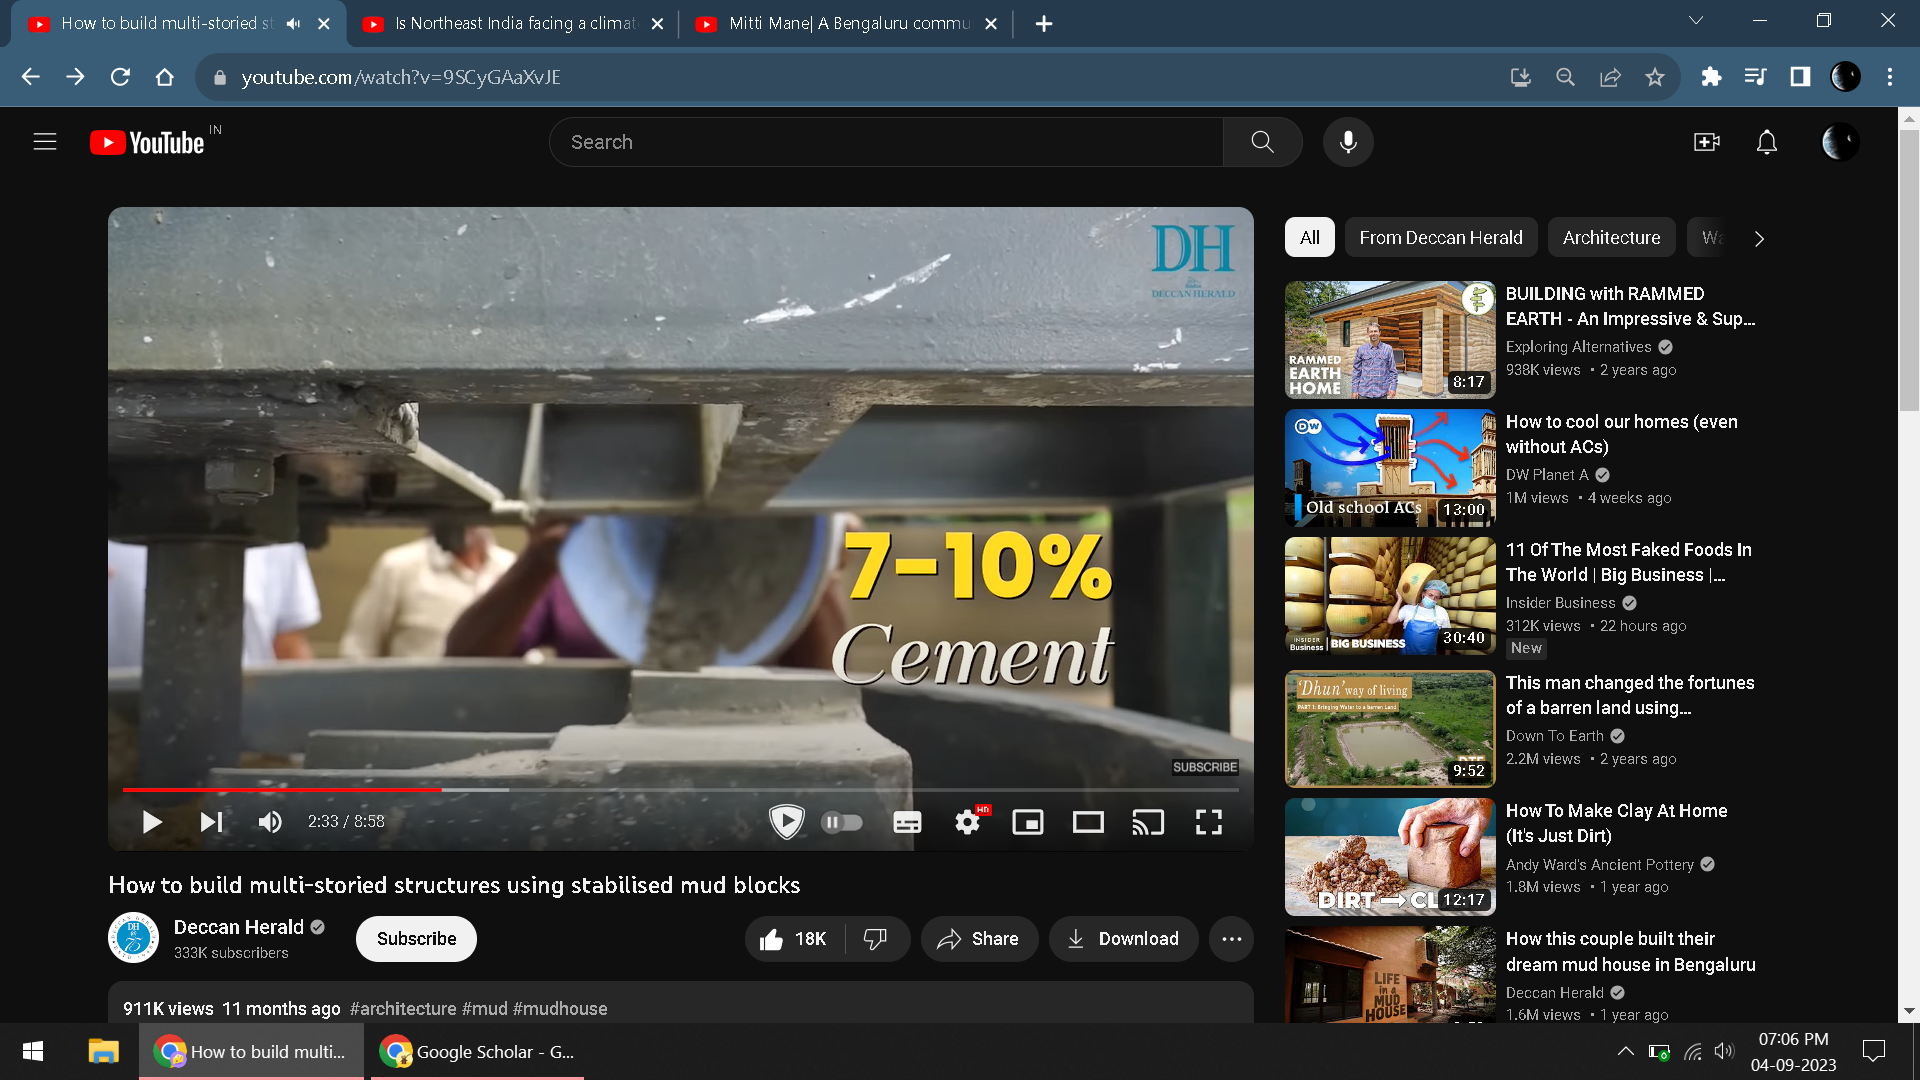 How to build multi-storied st
Is Northeast India facing a climat
Mitti Mane| A Bengaluru commu
youtube.com/watch?v=9SCyGAaXvJE
YouTube IN
Search
DH
DECCAN HERALD
7-10%
Cement
SUBSCRIBE
2:33 / 8:58
HD
How to build multi-storied structures using stabilised mud blocks
Deccan Herald
333K subscribers
Subscribe
18K
Share
Download
911K views 11 months ago #architecture #mud #mudhouse
All
From Deccan Herald
Architecture
RAMMED
EARTH
HOME
8:17
BUILDING with RAMMED
EARTH - An Impressive & Sup...
Exploring Alternatives
938K views • 2 years ago
DW
Old school ACs
13:00
How to cool our homes (even
without ACs)
DW Planet A
1M views • 4 weeks ago
INSIDER
Business | BIG BUSINESS
30:40
11 Of The Most Faked Foods In
The World | Big Business |...
Insider Business
312K views • 22 hours ago
New
'Dhun' way of living
PART 1: Bringing Water to a barren Land
DTE
9:52
This man changed the fortunes
of a barren land using...
Down To Earth
2.2M views • 2 years ago
DIRT → CL
12:17
How To Make Clay At Home
(It's Just Dirt)
Andy Ward's Ancient Pottery
1.8M views • 1 year ago
LIFE
in a
MUD
HOUSE
How this couple built their
dream mud house in Bengaluru
Deccan Herald
1.6M views • 1 year ago
How to build multi...
Google Scholar - G...
07:06 PM
04-09-2023